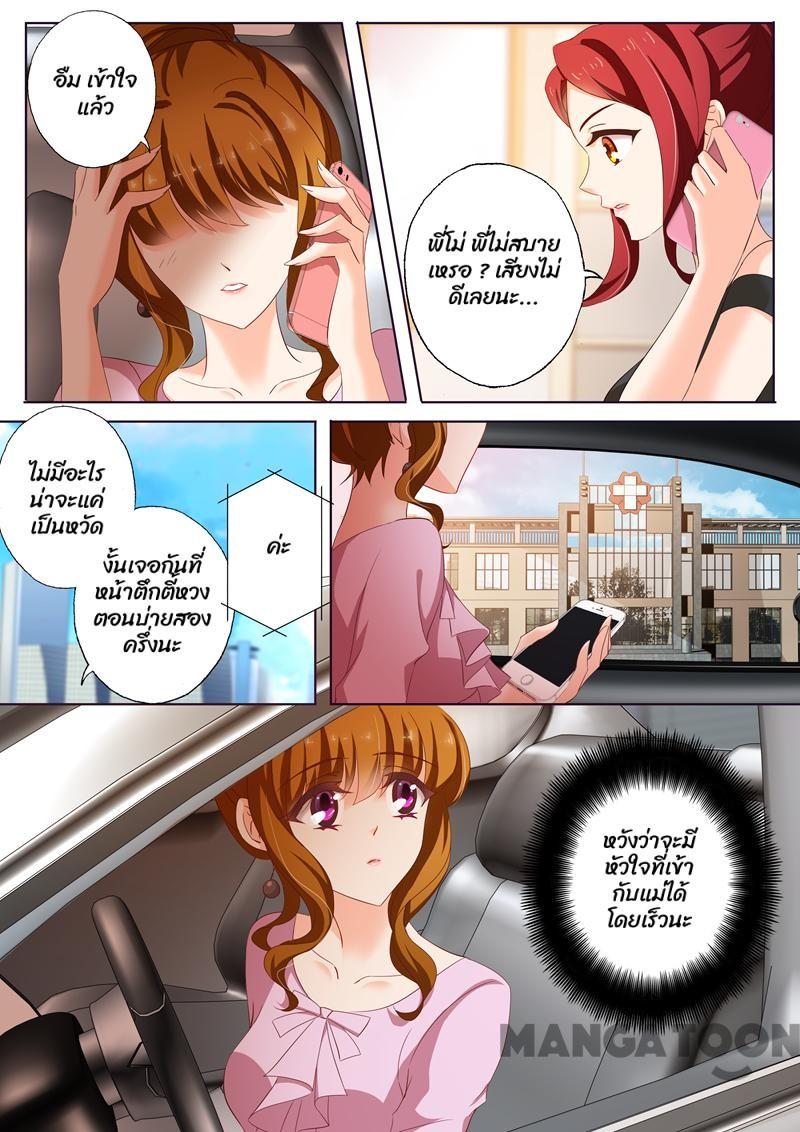 อืม เข้าใจ
แล้ว
พี่โม่ พี่ไม่สบาย
เหรอ ? เสียงไม่
ดีเลยนะ...
ไม่มีอะไร
น่าจะแค่
เป็นหวัด
งั้นเจอกันที่
หน้าตึกตี้หวง
ตอนบ่ายสอง
ครึ่งนะ
ค่ะ
หวังว่าจะมี
หัวใจที่เข้า
กับแม่ได้
โดยเร็วนะ
MANGATOON